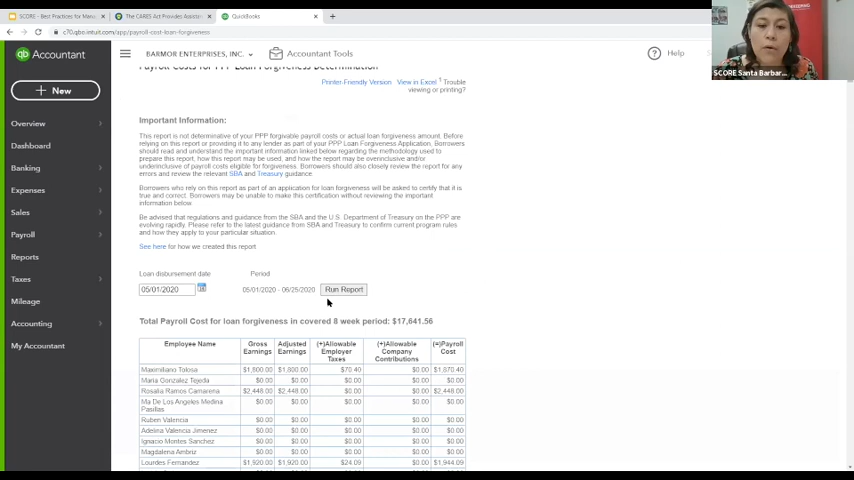 SCORE - Best Practices for Mana
The CARES Act Provides Assistan
QuickBooks
c70.qbo.intuit.com/app/payroll-cost-loan-forgiveness
qb Accountant
BARMOR ENTERPRISES, INC.
Accountant Tools
Help
SCORE Santa Barbar...
+ New
Overview
Dashboard
Banking
Expenses
Sales
Payroll
Reports
Taxes
Mileage
Accounting
My Accountant
Payroll Costs for PPP Loan Forgiveness Determination
Printer-Friendly Version View in Excel † Trouble
viewing or printing?
Important Information:
This report is not determinative of your PPP forgivable payroll costs or actual loan forgiveness amount. Before
relying on this report or providing it to any lender as part of your PPP Loan Forgiveness Application, Borrowers
should read and understand the important information linked below regarding the methodology used to
prepare this report, how this report may be used, and how the report may be overinclusive and/or
underinclusive of payroll costs eligible for forgiveness. Borrowers should also closely review the report for any
errors and review the relevant SBA and Treasury guidance.
Borrowers who rely on this report as part of an application for loan forgiveness will be asked to certify that it is
true and correct. Borrowers may be unable to make this certification without reviewing the important
information below
Be advised that regulations and guidance from the SBA and the U.S. Department of Treasury on the PPP are
evolving rapidly. Please refer to the latest guidance from SBA and Treasury to confirm current program rules
and how they apply to your particular situation.
See here for how we created this report
Loan disbursement date Period
05/01/2020 05/01/2020 - 06/25/2020 Run Report
Total Payroll Cost for loan forgiveness in covered 8 week period: $17,641.56
Employee Name Gross Earnings Adjusted Earnings (+)Allowable Employer Taxes (+)Allowable Company Contributions (=)Payroll Cost
Maximiliano Tolosa $1,800.00 $1,800.00 $70.40 $0.00 $1,870.40
Maria Gonzalez Tejeda $0.00 $0.00 $0.00 $0.00 $0.00
Rosalia Ramos Camarena $2,448.00 $2,448.00 $0.00 $0.00 $2,448.00
Ma De Los Angeles Medina Pasillas $0.00 $0.00 $0.00 $0.00 $0.00
Ruben Valencia $0.00 $0.00 $0.00 $0.00 $0.00
Adelina Valencia Jimenez $0.00 $0.00 $0.00 $0.00 $0.00
Ignacio Montes Sanchez $0.00 $0.00 $0.00 $0.00 $0.00
Magdalena Ambriz $0.00 $0.00 $0.00 $0.00 $0.00
Lourdes Fernandez $1,920.00 $1,920.00 $24.09 $0.00 $1,944.09